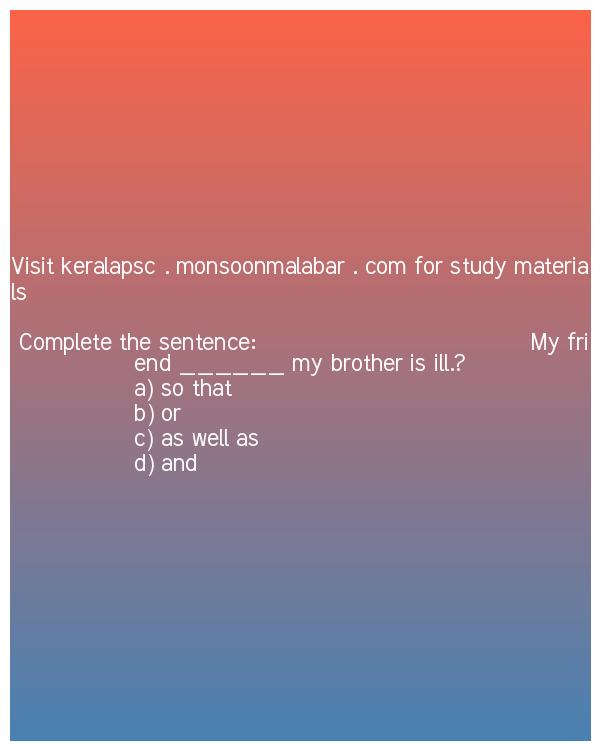 Visit keralapsc . monsoonmalabar . com for study materia
ls
Complete the sentence: My fri
end ______ my brother is ill.?
a) so that
b) or
c) as well as
d) and